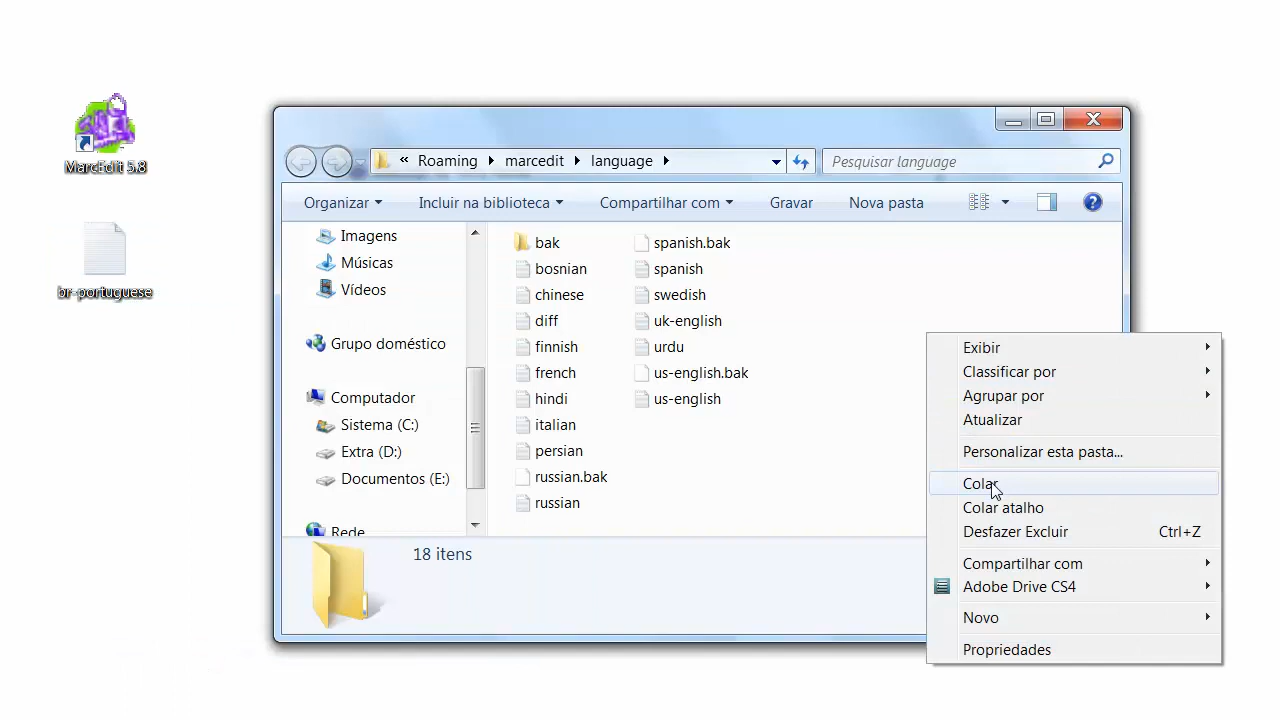 MarcEdit 5.8
br-portuguese
« Roaming marcedit language
Pesquisar language
Organizar
Incluir na biblioteca
Compartilhar com
Gravar
Nova pasta
Imagens
Músicas
Vídeos
Grupo doméstico
Computador
Sistema (C:)
Extra (D:)
Documentos (E:)
Rede
bak
bosnian
chinese
diff
finnish
french
hindi
italian
persian
russian.bak
russian
spanish.bak
spanish
swedish
uk-english
urdu
us-english.bak
us-english
18 itens
Exibir
Classificar por
Agrupar por
Atualizar
Personalizar esta pasta...
Colar
Colar atalho
Desfazer Excluir Ctrl+Z
Compartilhar com
Adobe Drive CS4
Novo
Propriedades